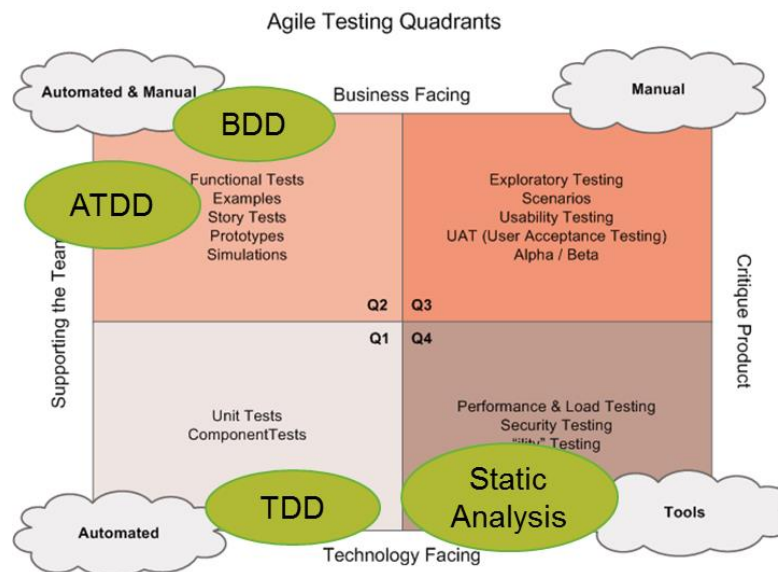 Agile Testing Quadrants
Automated & Manual
Business Facing
Manual
BDD
ATDD
Functional Tests
Examples
Story Tests
Prototypes
Simulations
Exploratory Testing
Scenarios
Usability Testing
UAT (User Acceptance Testing)
Alpha / Beta
Supporting the Team
Critique Product
Q2
Q3
Q1
Q4
Unit Tests
ComponentTests
Performance & Load Testing
Security Testing
"ility" Testing
TDD
Static
Analysis
Automated
Tools
Technology Facing